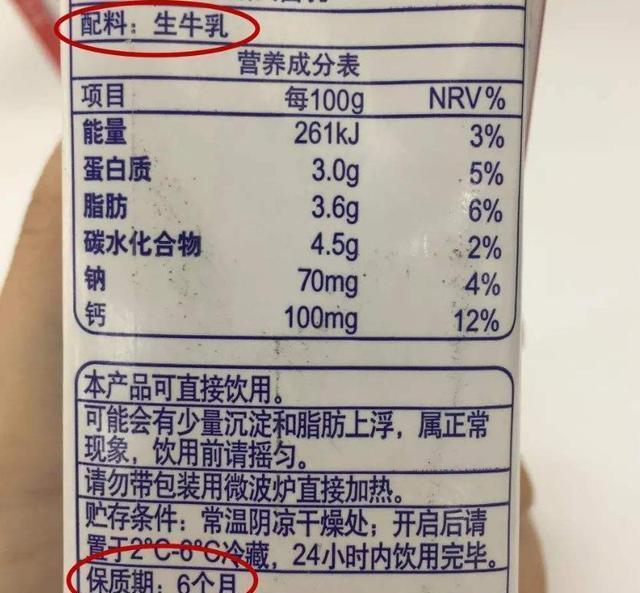 配料：生牛乳
营养成分表
项目 每100g NRV%
能量 261kJ 3%
蛋白质 3.0g 5%
脂肪 3.6g 6%
碳水化合物 4.5g 2%
钠 70mg 4%
钙 100mg 12%
本产品可直接饮用。
可能会有少量沉淀和脂肪上浮，属正常
现象，饮用前请摇匀。
请勿带包装用微波炉直接加热。
贮存条件：常温阴凉干燥处；开启后请
置于2°C-6°C冷藏，24小时内饮用完毕。
保质期：6个月